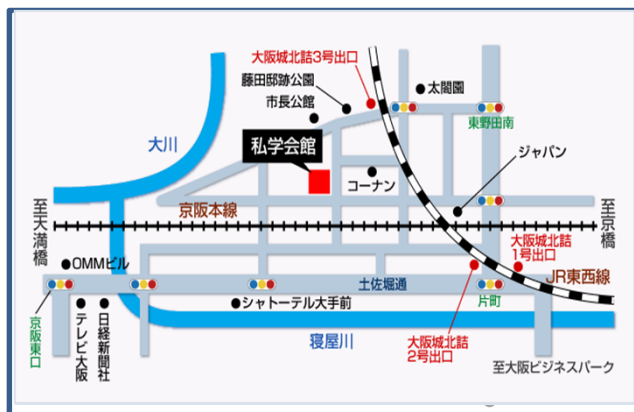 大阪城北詰3号出口
藤田邸跡公園
太閤園
市長公館
東野田南
大川
私学会館
ジャパン
コーナン
京阪本線
至天満橋
至京橋
OMMビル
大阪城北詰
1号出口
JR東西線
土佐堀通
シャトーテル大手前
片町
京阪東口
テレビ大阪
日経新聞社
寝屋川
大阪城北詰
2号出口
至大阪ビジネスパーク